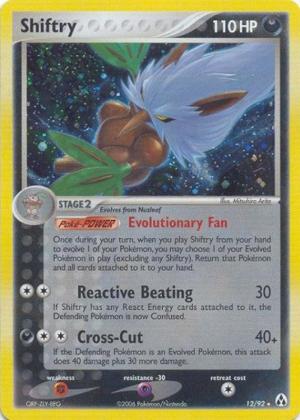 Shiftry 110 HP
Illus. Mitsuhiro Arita
STAGE 2 Evolves from Nuzleaf
Poké-POWER Evolutionary Fan
Once during your turn, when you play Shiftry from your hand
to evolve 1 of your Pokémon, you may choose 1 of your Evolved
Pokémon in play (excluding any Shiftry). Return that Pokémon
and all cards attached to it to your hand.
Reactive Beating 30
If Shiftry has any React Energy cards attached to it, the
Defending Pokémon is now Confused.
Cross-Cut 40+
If the Defending Pokémon is an Evolved Pokémon, this attack
does 40 damage plus 30 more damage.
weakness resistance -30 retreat cost
©2006 Pokémon/Nintendo 12/92